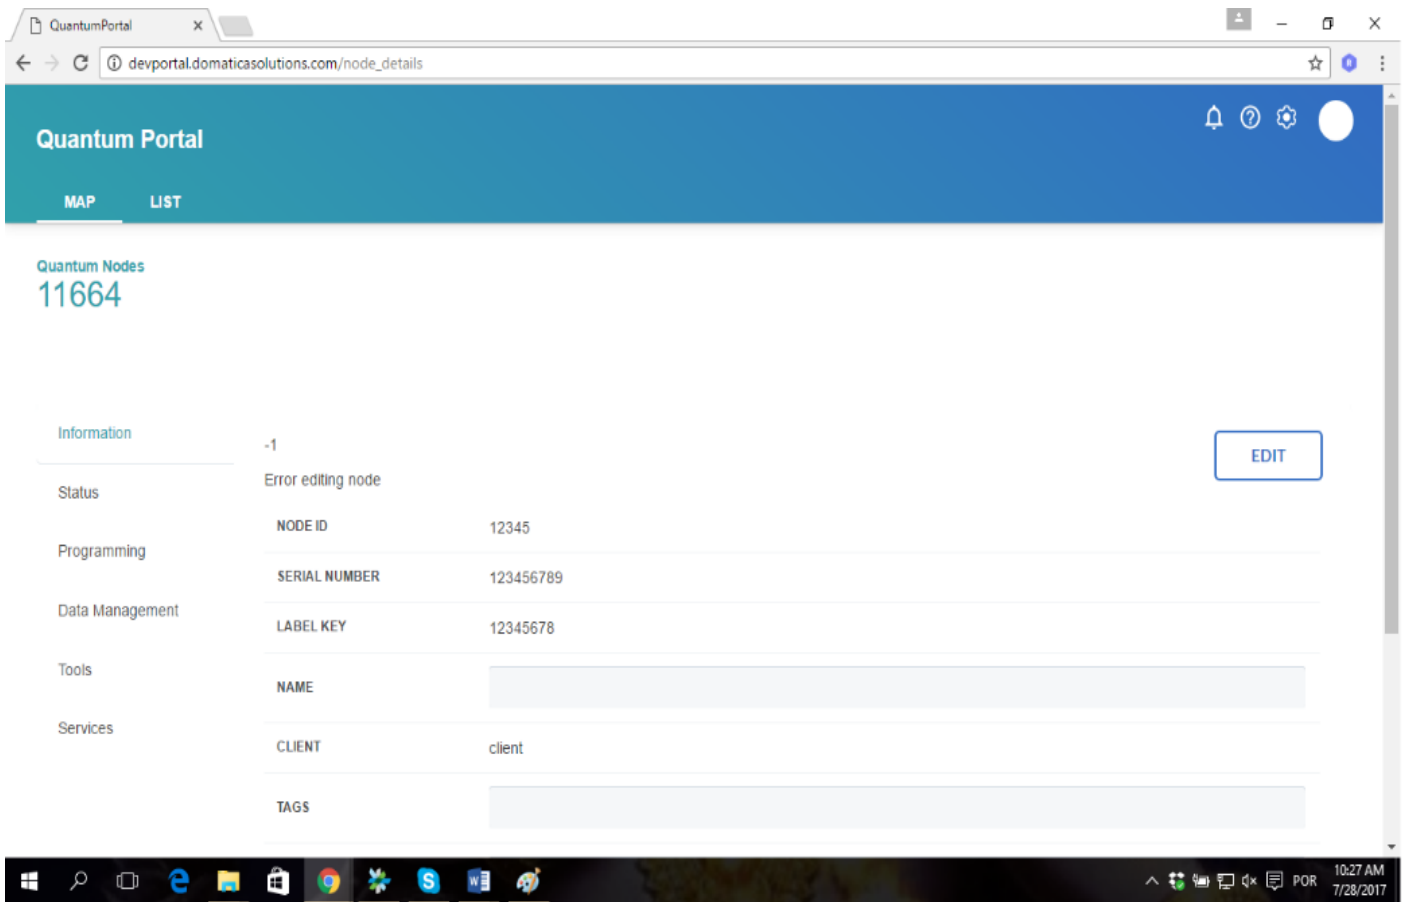 QuantumPortal
devportal.domaticasolutions.com/node_details
Quantum Portal
MAP LIST
Quantum Nodes
11664
Information
-1
EDIT
Error editing node
Status
NODE ID 12345
Programming
SERIAL NUMBER 123456789
Data Management
LABEL KEY 12345678
Tools
NAME
Services
CLIENT client
TAGS
POR
10:27 AM
7/28/2017